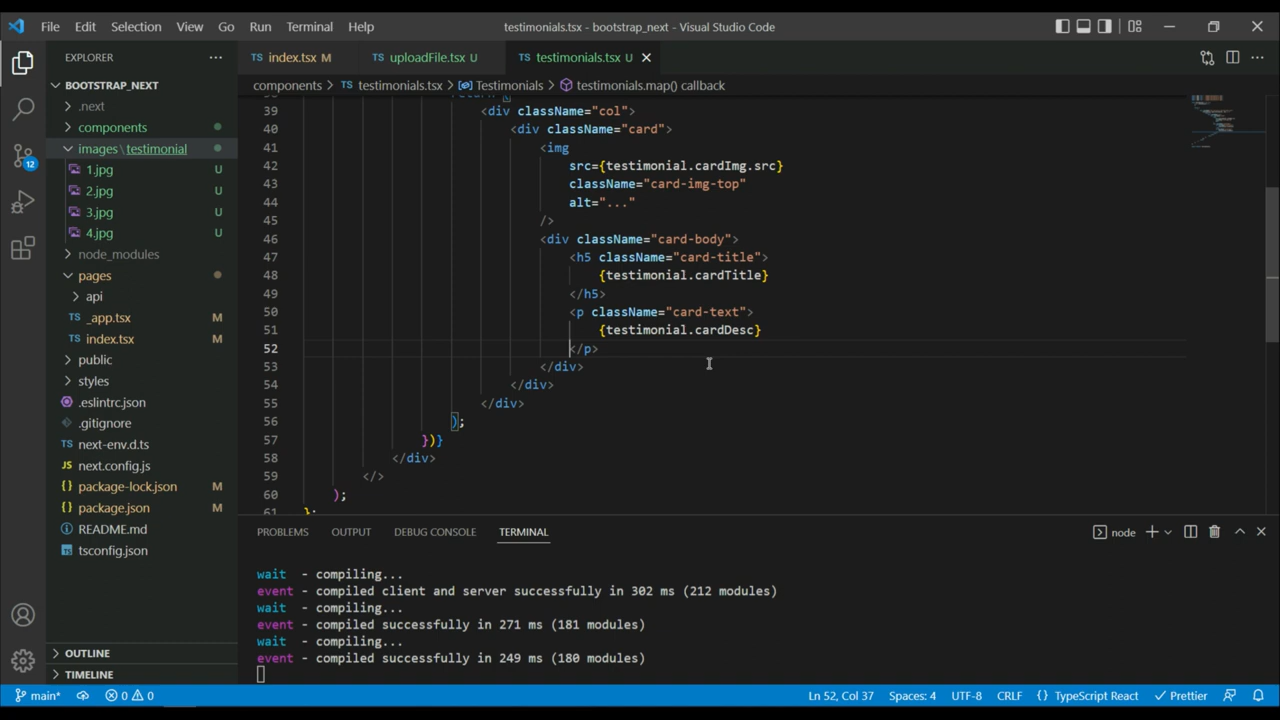 File Edit Selection View Go Run Terminal Help
testimonials.tsx - bootstrap_next - Visual Studio Code
EXPLORER
BOOTSTRAP_NEXT
.next
components
images\testimonial
1.jpg U
2.jpg U
3.jpg U
4.jpg U
node_modules
pages
api
_app.tsx M
index.tsx M
public
styles
.eslintrc.json
.gitignore
next-env.d.ts
JS next.config.js
package-lock.json M
package.json M
README.md
tsconfig.json
OUTLINE
TIMELINE
12
TS index.tsx M
TS uploadFile.tsx U
TS testimonials.tsx U
components > TS testimonials.tsx > Testimonials > testimonials.map() callback
39 <div className="col">
40 <div className="card">
41 <img
42 src={testimonial.cardImg.src}
43 className="card-img-top"
44 alt="..."
45 />
46 <div className="card-body">
47 <h5 className="card-title">
48 {testimonial.cardTitle}
49 </h5>
50 <p className="card-text">
51 {testimonial.cardDesc}
52 </p>
53 </div>
54 </div>
55 </div>
56 );
57 })}
58 </div>
59 </>
60 );
61 };
PROBLEMS OUTPUT DEBUG CONSOLE TERMINAL
node
wait - compiling...
event - compiled client and server successfully in 302 ms (212 modules)
wait - compiling...
event - compiled successfully in 271 ms (181 modules)
wait - compiling...
event - compiled successfully in 249 ms (180 modules)
main* 0 0 Ln 52, Col 37 Spaces: 4 UTF-8 CRLF {} TypeScript React Prettier